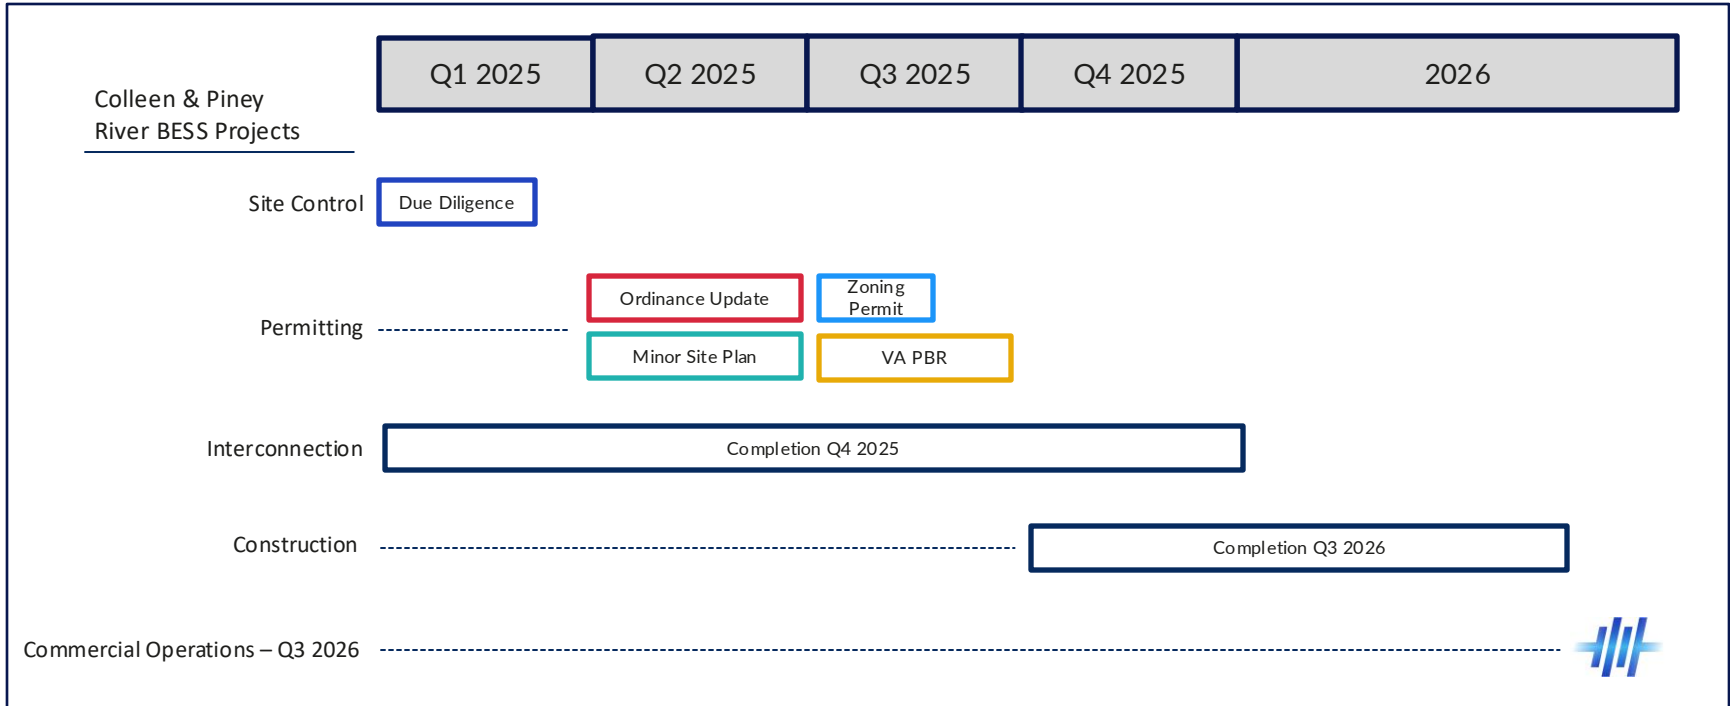 Q1 2025 Q2 2025 Q3 2025 Q4 2025 2026
Colleen & Piney
River BESS Projects
Site Control Due Diligence
Ordinance Update Zoning
Permit
Permitting
Minor Site Plan VA PBR
Interconnection Completion Q4 2025
Construction Completion Q3 2026
Commercial Operations – Q3 2026